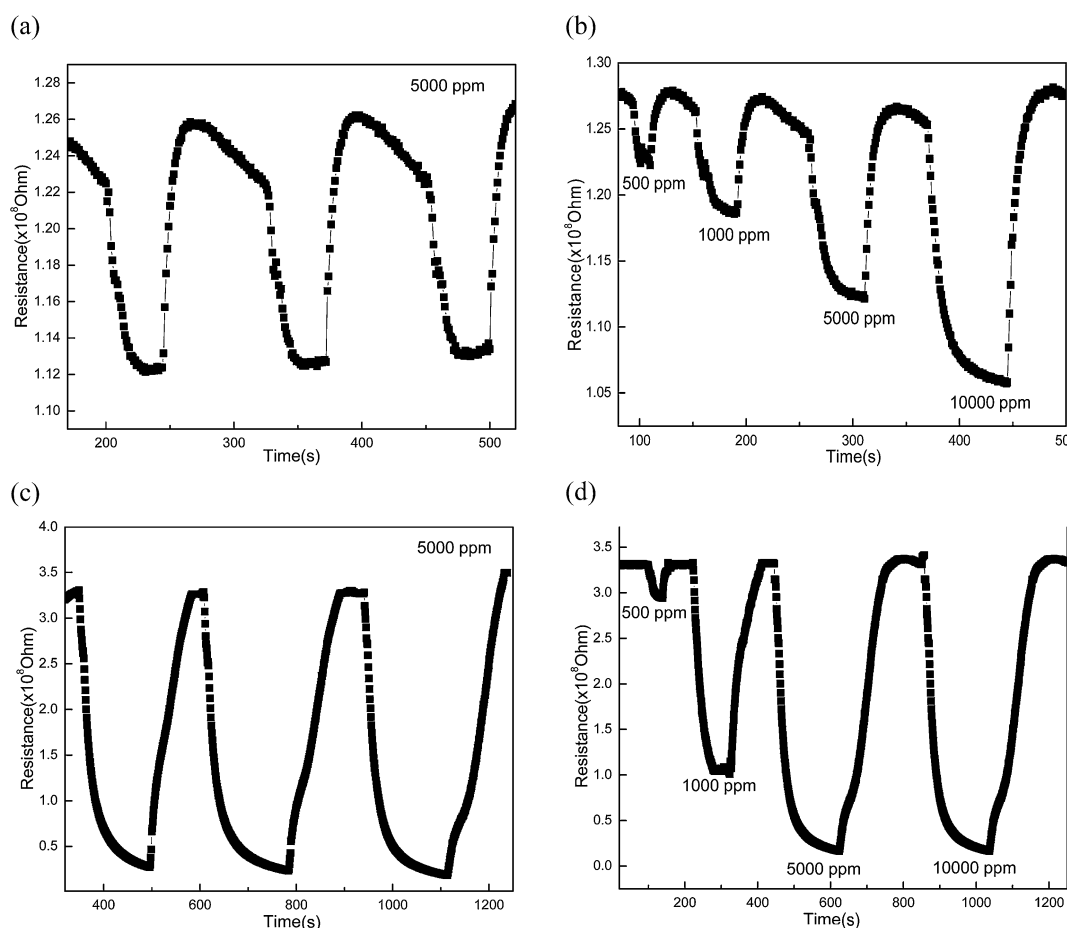 (a)
5000 ppm
1.28
1.26
1.24
1.22
1.20
1.18
1.16
1.14
1.12
1.10
Resistance(x10⁸Ohm)
200 300 400 500
Time(s)
(b)
1.30
1.25
1.20
1.15
1.10
1.05
Resistance(x10⁸Ohm)
500 ppm
1000 ppm
5000 ppm
10000 ppm
100 200 300 400 500
Time(s)
(c)
5000 ppm
4.0
3.5
3.0
2.5
2.0
1.5
1.0
0.5
Resistance(x10⁸Ohm)
400 600 800 1000 1200
Time(s)
(d)
3.5
3.0
2.5
2.0
1.5
1.0
0.5
0.0
Resistance(x10⁸Ohm)
500 ppm
1000 ppm
5000 ppm
10000 ppm
200 400 600 800 1000 1200
Time(s)